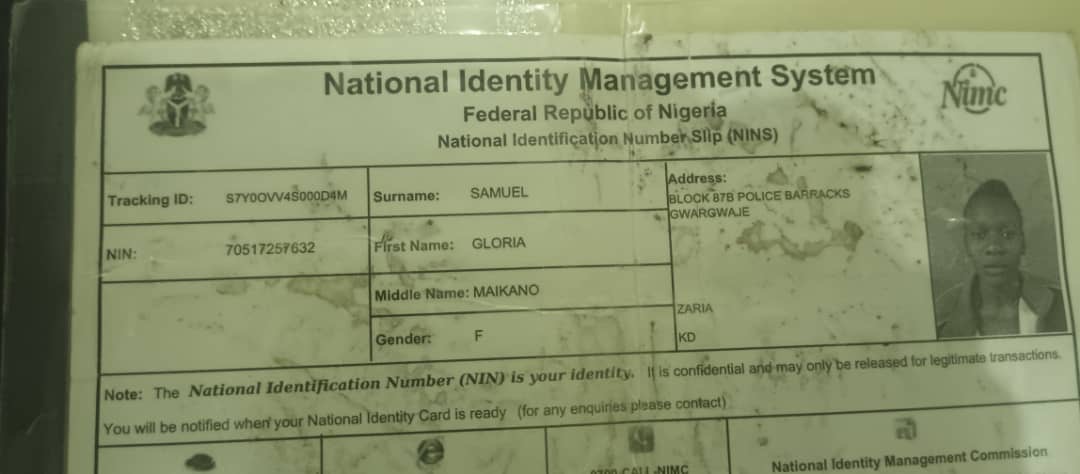 National Identity Management System
Federal Republic of Nigeria
National Identification Number Slip (NINS)
Nimc
Tracking ID: S7Y0OVV4S000D4M
Surname: SAMUEL
Address:
BLOCK 87B POLICE BARRACKS
GWARGWAJE
NIN: 70517257632
First Name: GLORIA
Middle Name: MAIKANO
ZARIA
Gender: F
KD
Note: The National Identification Number (NIN) is your identity. It is confidential and may only be released for legitimate transactions.
You will be notified when your National Identity Card is ready (for any enquiries please contact)
0700-CALL-NIMC
National Identity Management Commission